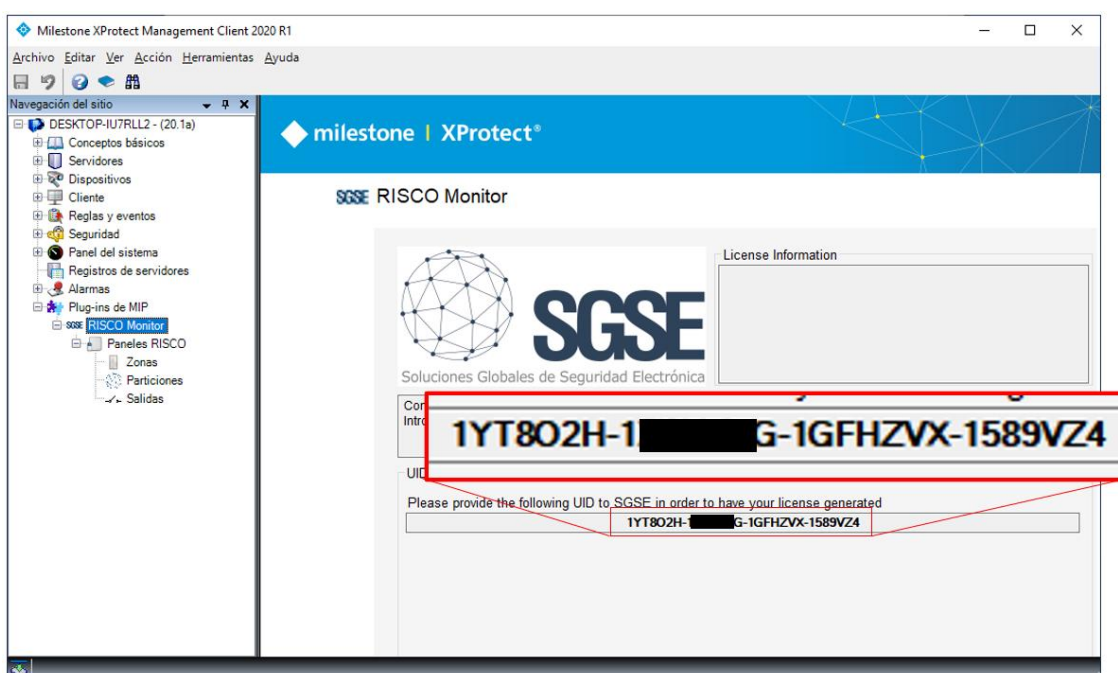 Milestone XProtect Management Client 2020 R1
Archivo Editar Ver Acción Herramientas Ayuda
Navegación del sitio
DESKTOP-IU7RLL2 - (20.1a)
Conceptos básicos
Servidores
Dispositivos
Cliente
Reglas y eventos
Seguridad
Panel del sistema
Registros de servidores
Alarmas
Plug-ins de MIP
SGSE RISCO Monitor
Paneles RISCO
Zonas
Particiones
Salidas
milestone | XProtect®
SGSE RISCO Monitor
SGSE
Soluciones Globales de Seguridad Electrónica
License Information
1YT8O2H-1 G-1GFHZVX-1589VZ4
UID
Please provide the following UID to SGSE in order to have your license generated
1YT8O2H-1 G-1GFHZVX-1589VZ4